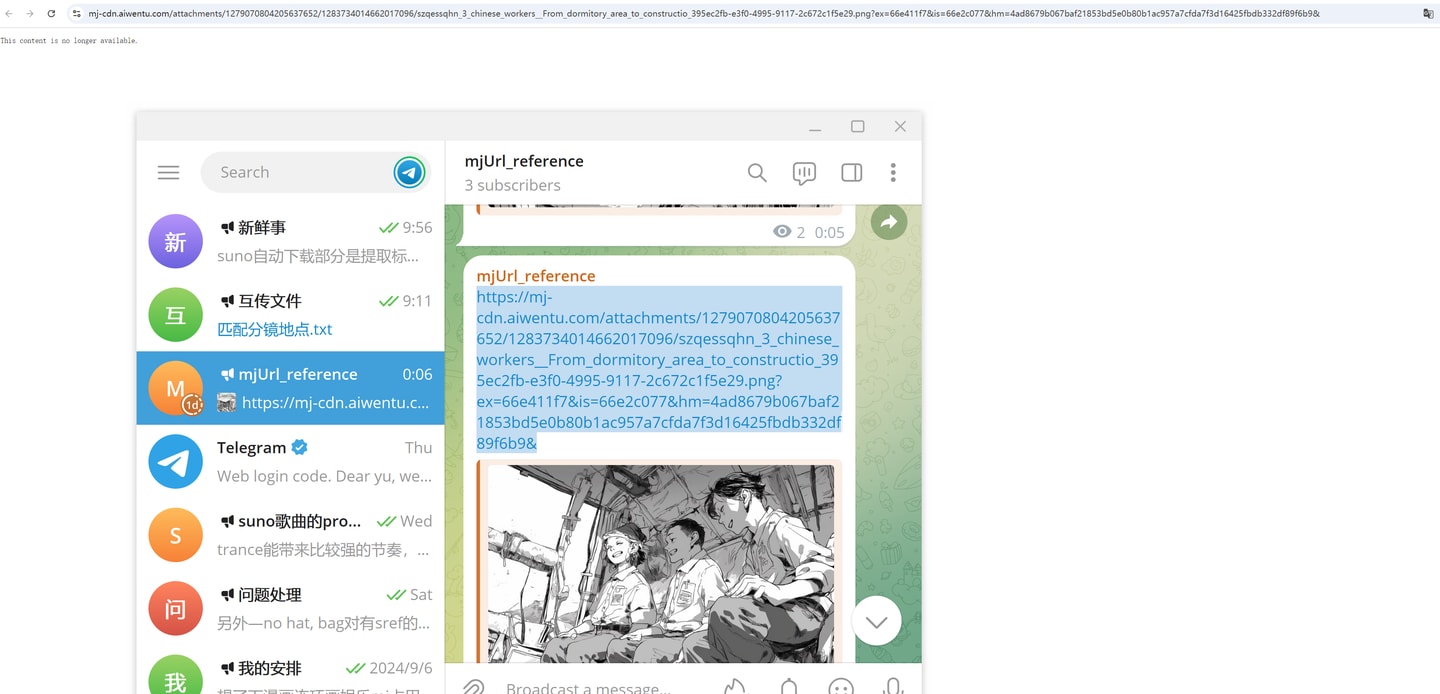 mj-cdn.aiwentu.com/attachments/1279070804205637652/1283734014662017096/szqessqhn_3_chinese_workers__From_dormitory_area_to_constructio_395ec2fb-e3f0-4995-9117-2c672c1f5e29.png?ex=66e411f7&is=66e2c077&hm=4ad8679b067baf21853bd5e0b80b1ac957a7cfda7f3d16425fbdb332df89f6b9&
This content is no longer available.
Search
新
新鲜事
9:56
suno自动下载部分是提取标...
互
互传文件
9:11
匹配分镜地点.txt
M
1d
mjUrl_reference
0:06
https://mj-cdn.aiwentu.c...
Telegram
Thu
Web login code. Dear yu, we...
S
suno歌曲的pro...
Wed
trance能带来比较强的节奏，...
问
问题处理
Sat
另外—no hat, bag对有sref的...
我
我的安排
2024/9/6
mjUrl_reference
3 subscribers
2 0:05
mjUrl_reference
https://mj-
cdn.aiwentu.com/attachments/1279070804205637
652/1283734014662017096/szqessqhn_3_chinese_
workers__From_dormitory_area_to_constructio_39
5ec2fb-e3f0-4995-9117-2c672c1f5e29.png?
ex=66e411f7&is=66e2c077&hm=4ad8679b067baf2
1853bd5e0b80b1ac957a7cfda7f3d16425fbdb332df
89f6b9&
Broadcast a message...